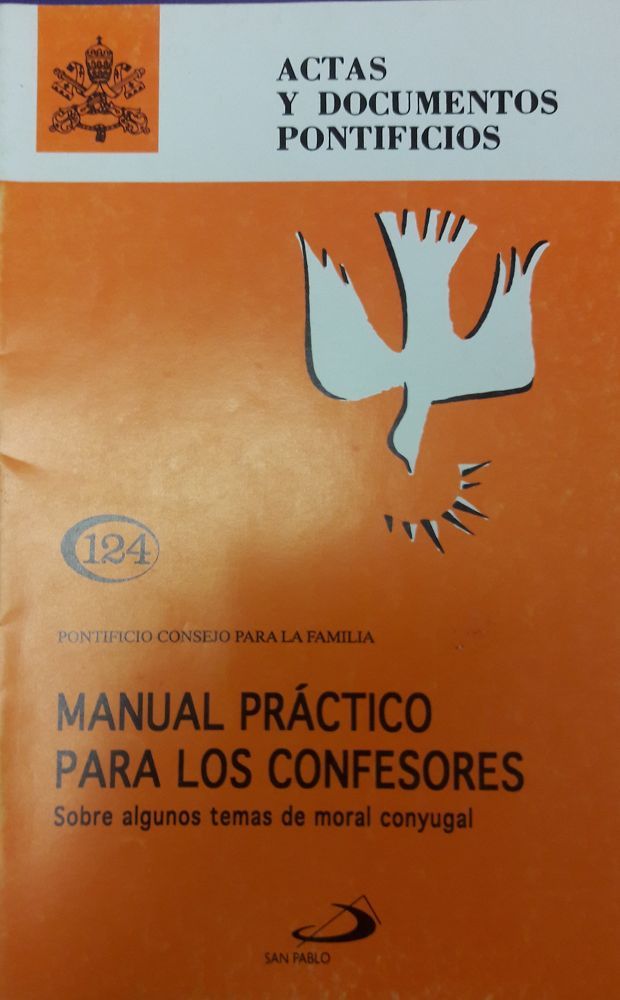 ACTAS
Y DOCUMENTOS
PONTIFICIOS
124
PONTIFICIO CONSEJO PARA LA FAMILIA
MANUAL PRÁCTICO
PARA LOS CONFESORES
Sobre algunos temas de moral conyugal
SAN PABLO